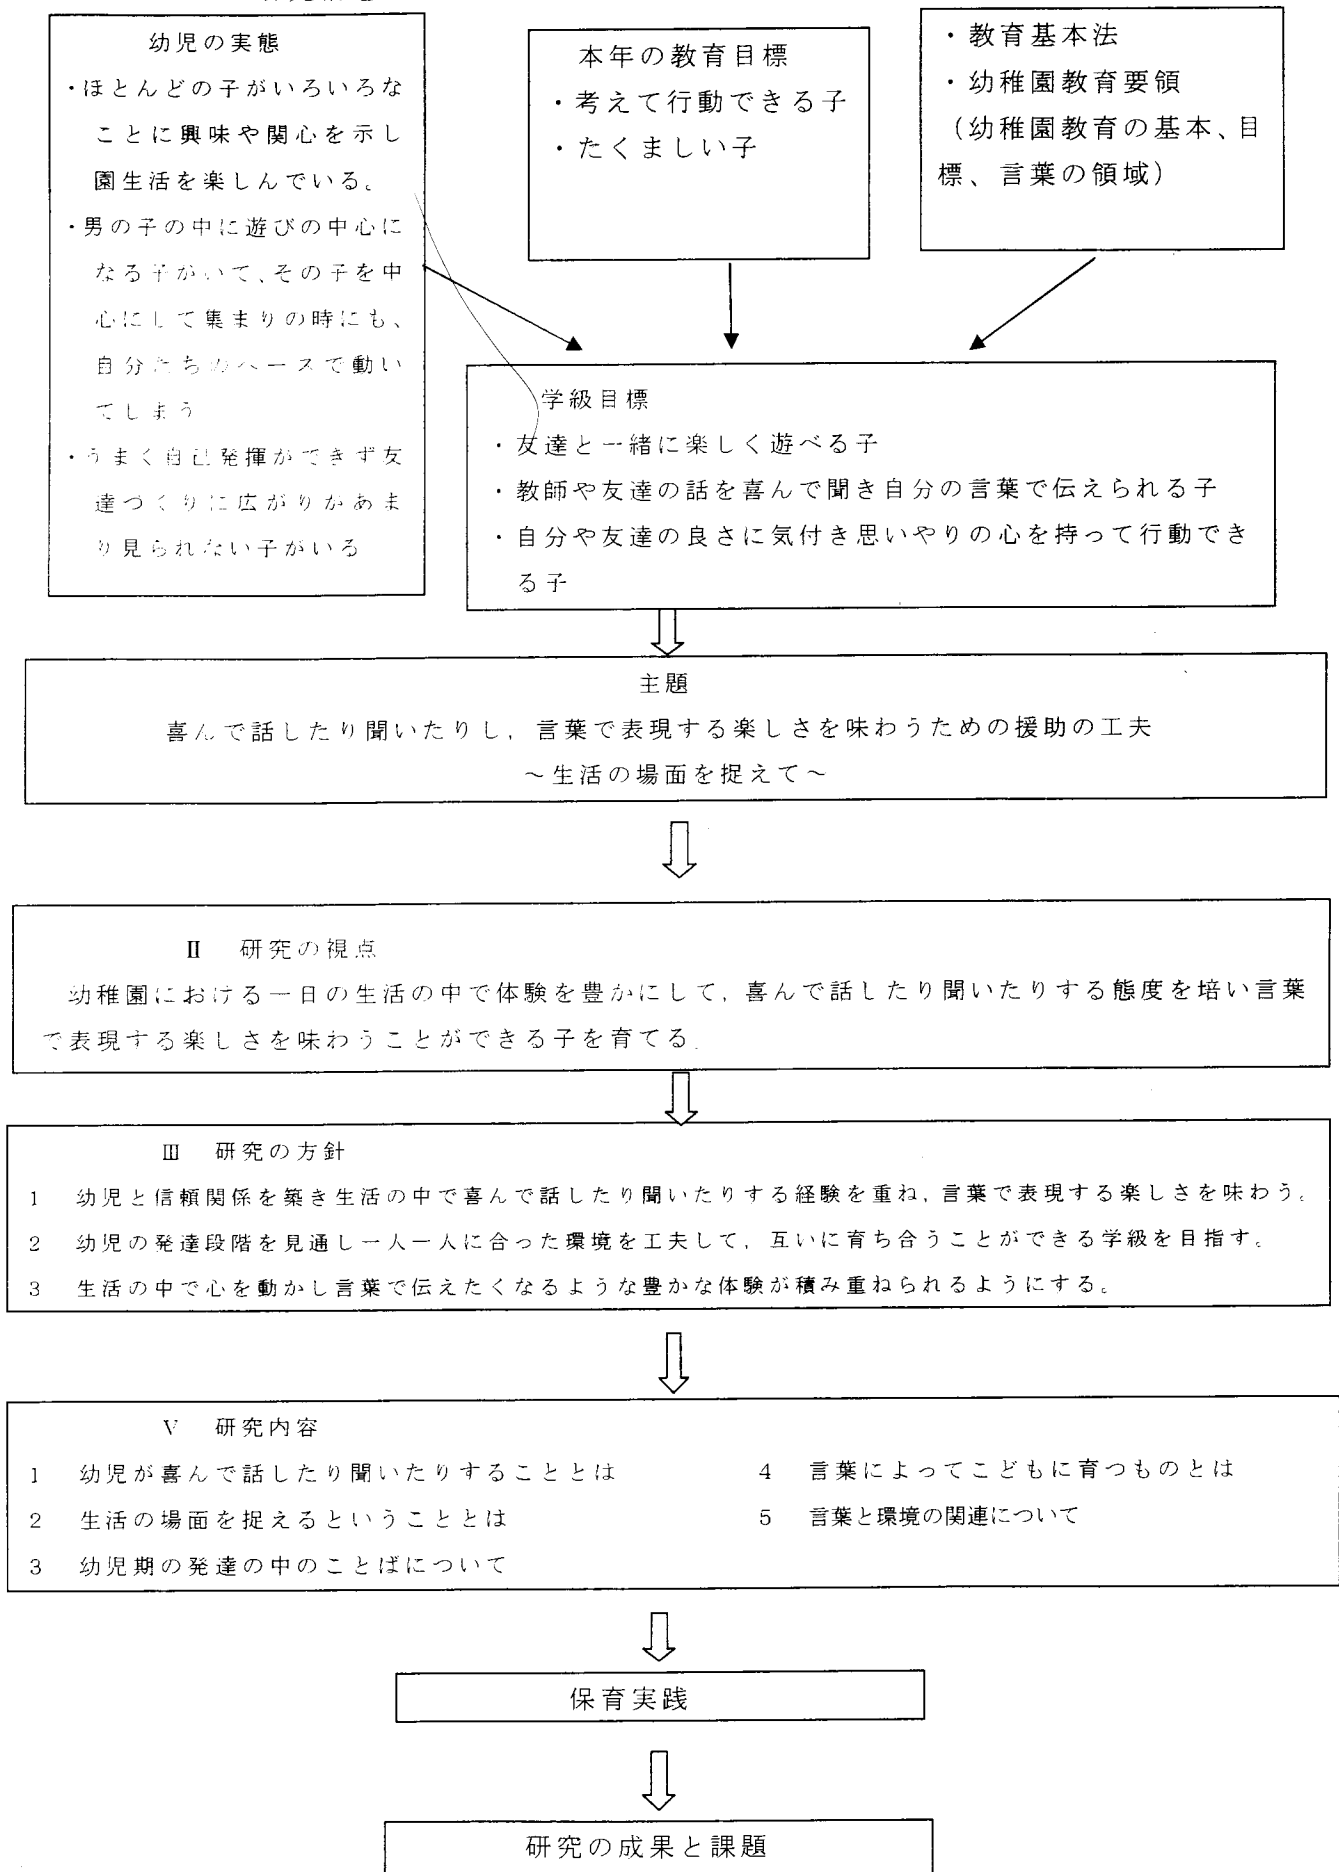 幼児の実態
・ほとんどの子がいろいろな
ことに興味や関心を示し
園生活を楽しんでいる。
・男の子の中に遊びの中心に
なる子がいて、その子を中
心にして集まりの時にも、
自分たちのペースで動い
てしまう
・うまく自己発揮ができず友
達づくりに広がりがあま
り見られない子がいる
本年の教育目標
・考えて行動できる子
・たくましい子
・教育基本法
・幼稚園教育要領
（幼稚園教育の基本、目
標、言葉の領域）
学級目標
・友達と一緒に楽しく遊べる子
・教師や友達の話を喜んで聞き自分の言葉で伝えられる子
・自分や友達の良さに気付き思いやりの心を持って行動でき
る子
主題
喜んで話したり聞いたりし，言葉で表現する楽しさを味わうための援助の工夫
～生活の場面を捉えて～
Ⅱ　研究の視点
幼稚園における一日の生活の中で体験を豊かにして，喜んで話したり聞いたりする態度を培い言葉
で表現する楽しさを味わうことができる子を育てる
Ⅲ　研究の方針
1　幼児と信頼関係を築き生活の中で喜んで話したり聞いたりする経験を重ね，言葉で表現する楽しさを味わう。
2　幼児の発達段階を見通し一人一人に合った環境を工夫して，互いに育ち合うことができる学級を目指す。
3　生活の中で心を動かし言葉で伝えたくなるような豊かな体験が積み重ねられるようにする。
Ⅴ　研究内容
1　幼児が喜んで話したり聞いたりすることとは
2　生活の場面を捉えるということとは
3　幼児期の発達の中のことばについて
4　言葉によってこどもに育つものとは
5　言葉と環境の関連について
保育実践
研究の成果と課題